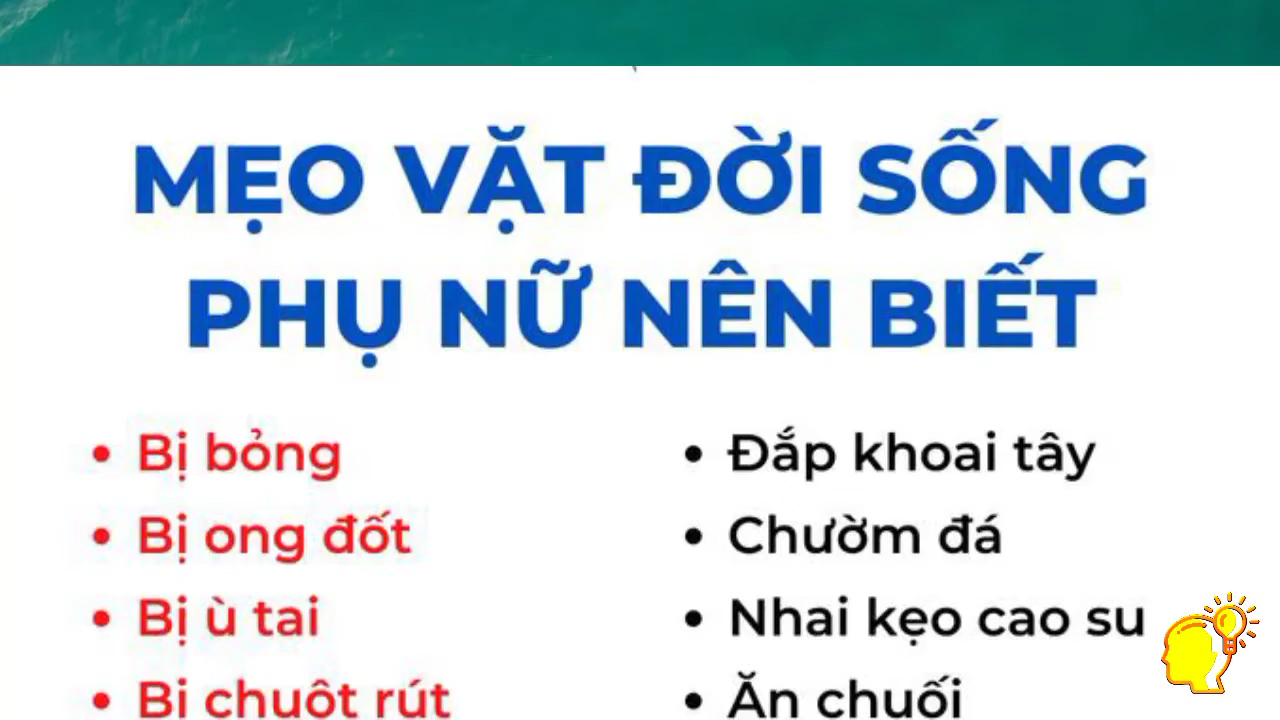 MẸO VẶT ĐỜI SỐNG
PHỤ NỮ NÊN BIẾT
• Bị bỏng
• Đắp khoai tây
• Bị ong đốt
• Chườm đá
• Bị ù tai
• Nhai kẹo cao su
• Bị chuột rút
• Ăn chuối